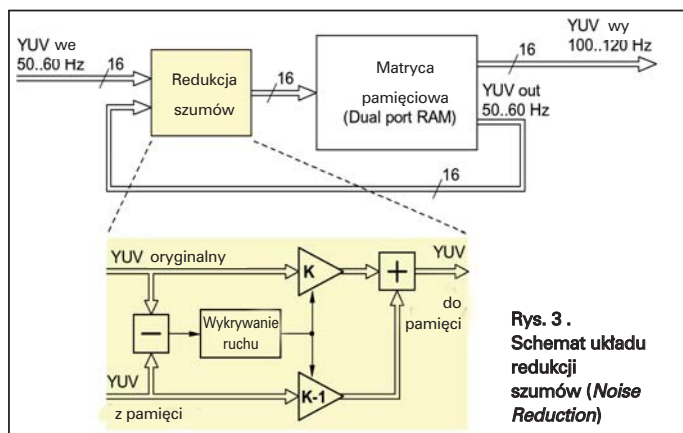 YUV we
50..60 Hz
16
Redukcja
szumów
16
Matryca
pamięciowa
(Dual port RAM)
16
YUV wy
100..120 Hz
YUV out
50..60 Hz
16
YUV oryginalny
K
+
YUV
do
pamięci
−
Wykrywanie
ruchu
YUV
z pamięci
K-1
Rys. 3 .
Schemat układu
redukcji
szumów (Noise
Reduction)